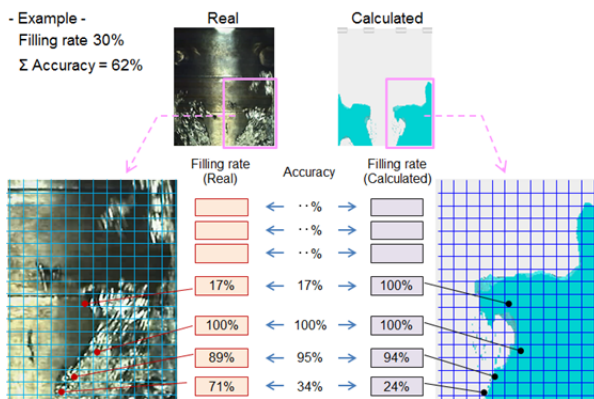 - Example -
Filling rate 30%
Σ Accuracy = 62%
Real
Calculated
Filling rate
(Real)
Accuracy
Filling rate
(Calculated)
‥%
‥%
‥%
17% 17% 100%
100% 100% 100%
89% 95% 94%
71% 34% 24%